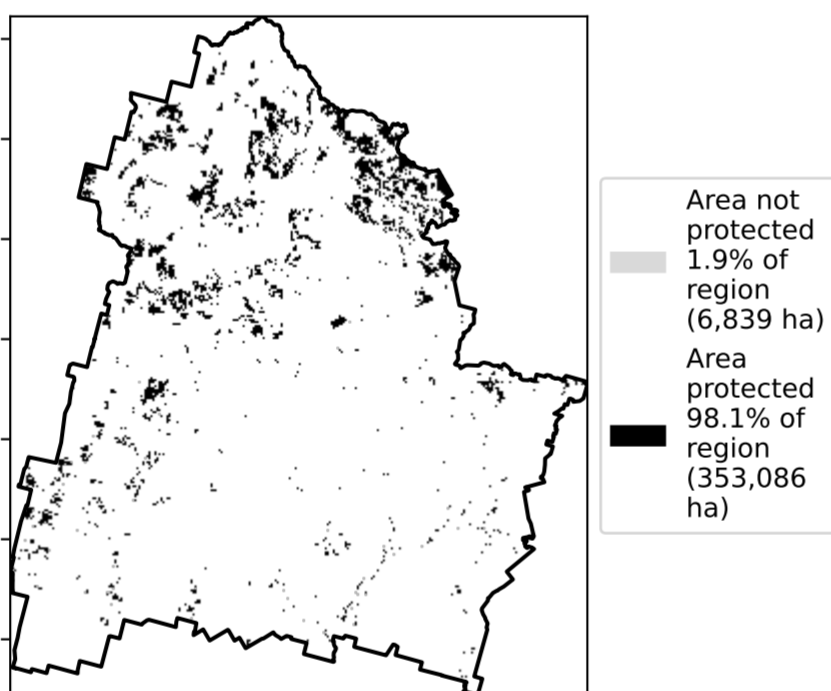 Area not
protected
1.9% of
region
(6,839 ha)
Area
protected
98.1% of
region
(353,086
ha)